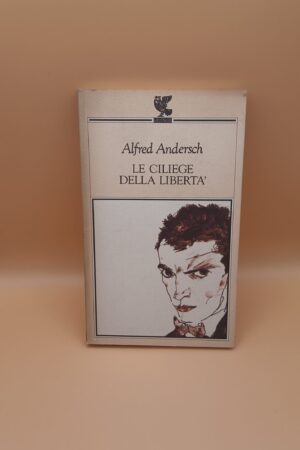 Alfred Andersch
LE CILIEGE
DELLA LIBERTA'